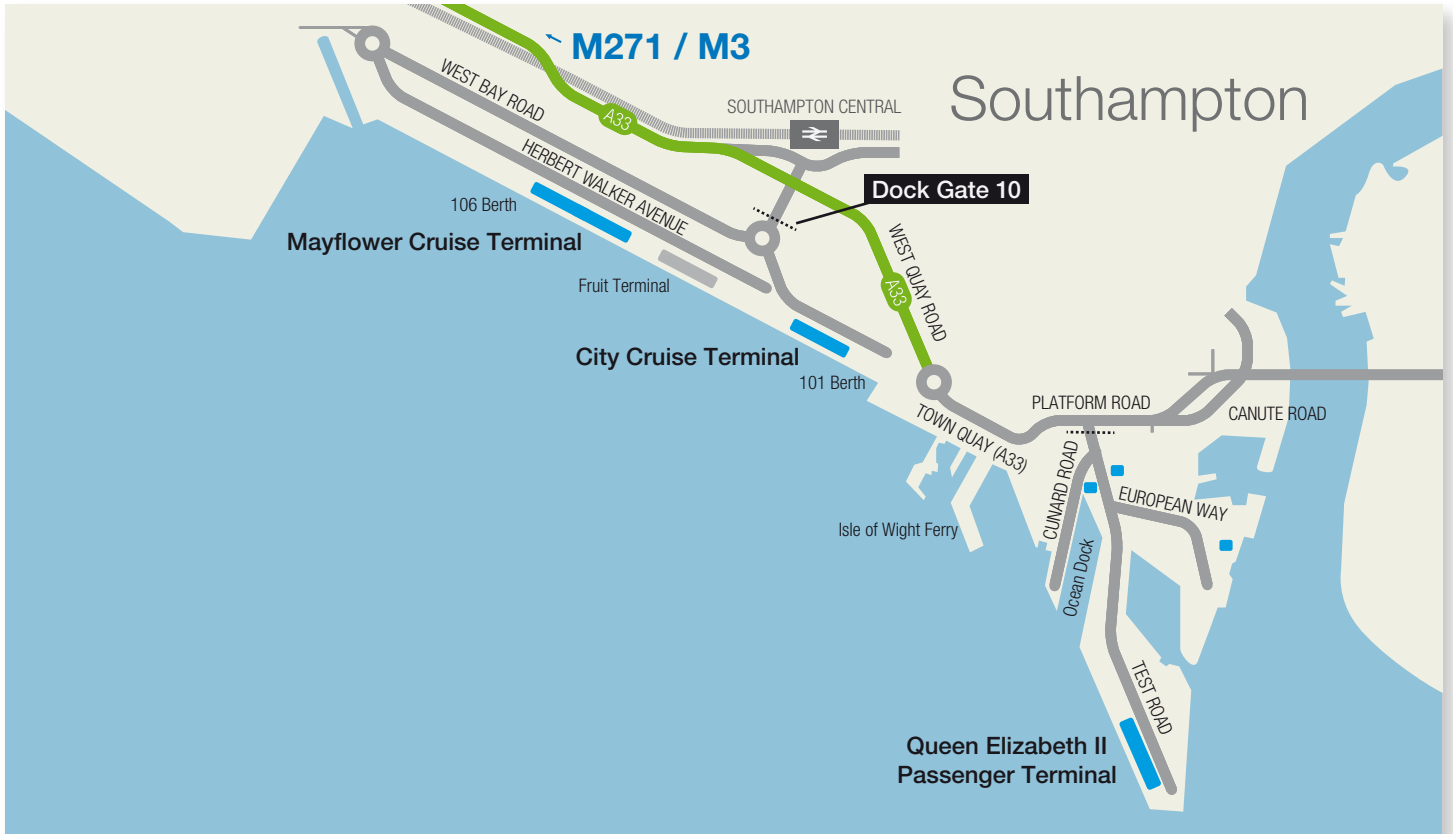 M271 / M3
Southampton
WEST BAY ROAD
A33
SOUTHAMPTON CENTRAL
HERBERT WALKER AVENUE
Dock Gate 10
106 Berth
Mayflower Cruise Terminal
WEST QUAY ROAD
A33
Fruit Terminal
City Cruise Terminal
101 Berth
PLATFORM ROAD
CANUTE ROAD
TOWN QUAY (A33)
CUNARD ROAD
EUROPEAN WAY
Isle of Wight Ferry
Ocean Dock
TEST ROAD
Queen Elizabeth II
Passenger Terminal